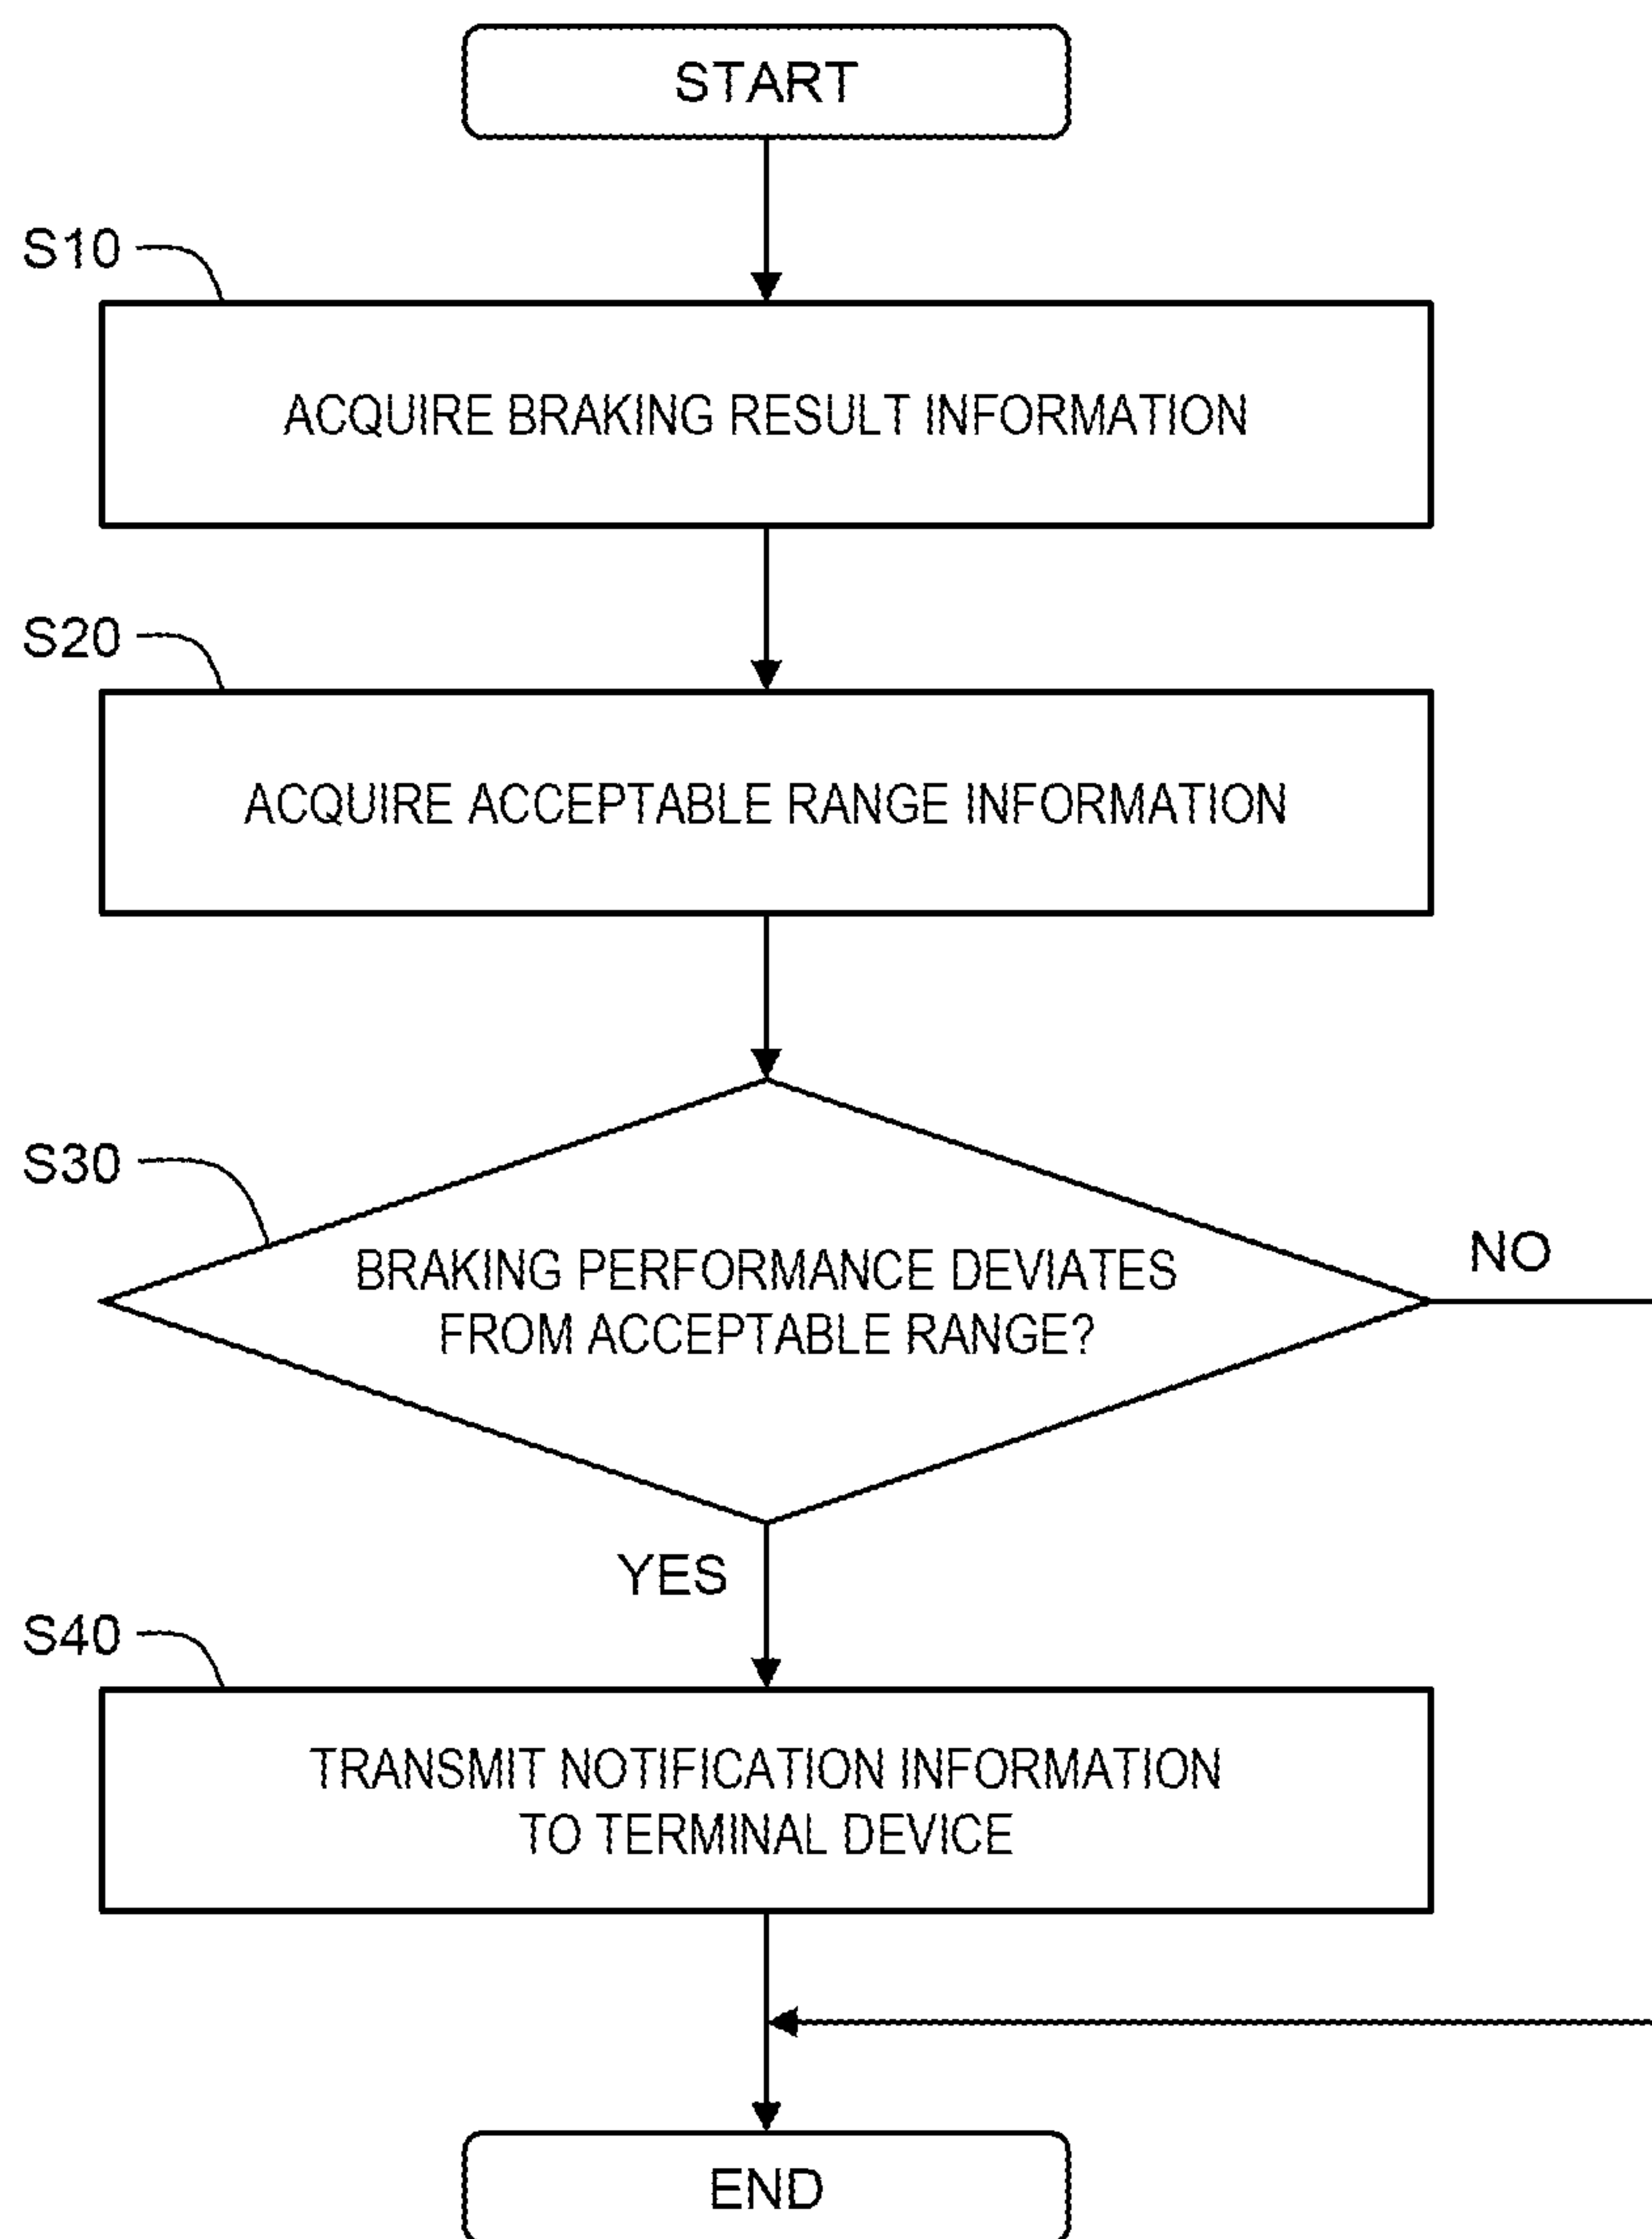 START
S10
ACQUIRE BRAKING RESULT INFORMATION
S20
ACQUIRE ACCEPTABLE RANGE INFORMATION
S30
BRAKING PERFORMANCE DEVIATES
FROM ACCEPTABLE RANGE?
NO
YES
S40
TRANSMIT NOTIFICATION INFORMATION
TO TERMINAL DEVICE
END